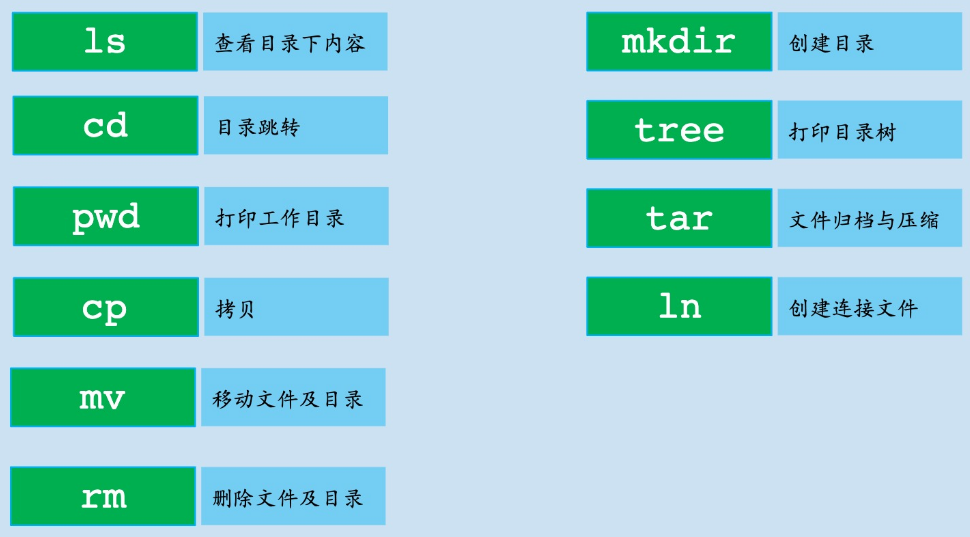 ls 查看目录下内容
cd 目录跳转
pwd 打印工作目录
cp 拷贝
mv 移动文件及目录
rm 删除文件及目录
mkdir 创建目录
tree 打印目录树
tar 文件归档与压缩
ln 创建连接文件